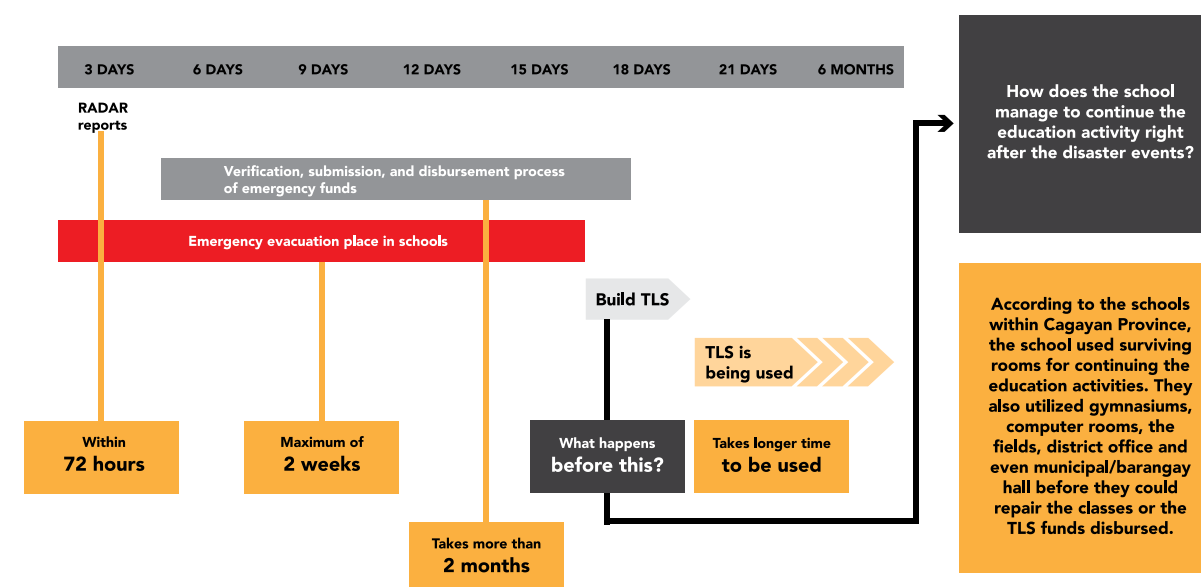 3 DAYS 6 DAYS 9 DAYS 12 DAYS 15 DAYS 18 DAYS 21 DAYS 6 MONTHS
RADAR
reports
Verification, submission, and disbursement process
of emergency funds
Emergency evacuation place in schools
Build TLS
TLS is
being used
Within
72 hours
Maximum of
2 weeks
Takes more than
2 months
What happens
before this?
Takes longer time
to be used
How does the school
manage to continue the
education activity right
after the disaster events?
According to the schools
within Cagayan Province,
the school used surviving
rooms for continuing the
education activities. They
also utilized gymnasiums,
computer rooms, the
fields, district office and
even municipal/barangay
hall before they could
repair the classes or the
TLS funds disbursed.